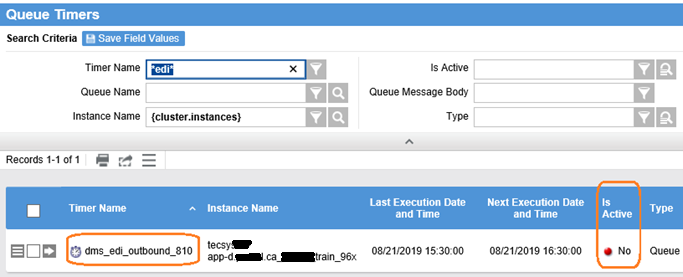 Queue Timers
Search Criteria Save Field Values
Timer Name *edi* Is Active
Queue Name Queue Message Body
Instance Name {cluster.instances} Type
Records 1-1 of 1
Timer Name Instance Name Last Execution Date and Time Next Execution Date and Time Is Active Type
dms_edi_outbound_810 tecsys 08/21/2019 15:30:00 08/21/2019 16:30:00 No Queue
app-d. .ca_ train_96x